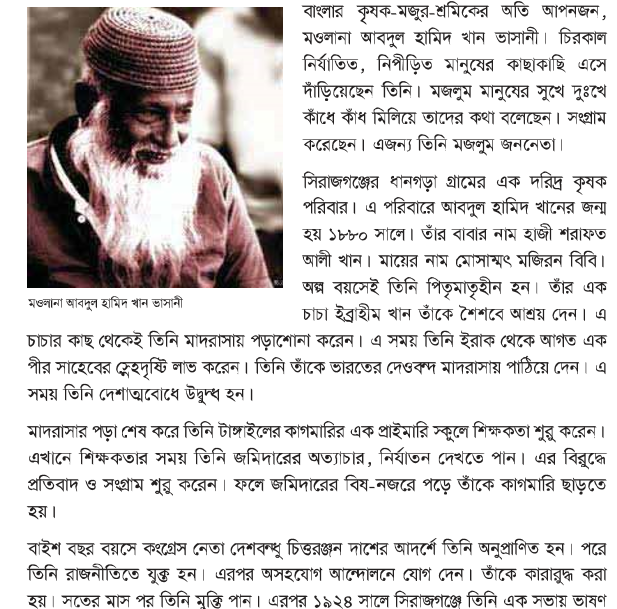 বাংলার কৃষক-মজুর-শ্রমিকের অতি আপনজন,
মওলানা আবদুল হামিদ খান ভাসানী। চিরকাল
নির্যাতিত, নিপীড়িত মানুষের কাছাকাছি এসে
দাঁড়িয়েছেন তিনি। মজলুম মানুষের সুখে দুঃখে
কাঁধে কাঁধ মিলিয়ে তাদের কথা বলেছেন। সংগ্রাম
করেছেন। এজন্য তিনি মজলুম জননেতা।
সিরাজগঞ্জের ধানগড়া গ্রামের এক দরিদ্র কৃষক
পরিবার। এ পরিবারে আবদুল হামিদ খানের জন্ম
হয় ১৮৮০ সালে। তাঁর বাবার নাম হাজী শরাফত
আলী খান। মায়ের নাম মোসাম্মৎ মজিরন বিবি।
অল্প বয়সেই তিনি পিতৃমাতৃহীন হন। তাঁর এক
চাচা ইব্রাহীম খান তাঁকে শৈশবে আশ্রয় দেন। এ
মওলানা আবদুল হামিদ খান ভাসানী
চাচার কাছ থেকেই তিনি মাদরাসায় পড়াশোনা করেন। এ সময় তিনি ইরাক থেকে আগত এক
পীর সাহেবের স্নেহদৃষ্টি লাভ করেন। তিনি তাঁকে ভারতের দেওবন্দ মাদরাসায় পাঠিয়ে দেন। এ
সময় তিনি দেশাত্মবোধে উদ্বুদ্ধ হন।
মাদরাসার পড়া শেষ করে তিনি টাঙ্গাইলের কাগমারির এক প্রাইমারি স্কুলে শিক্ষকতা শুরু করেন।
এখানে শিক্ষকতার সময় তিনি জমিদারের অত্যাচার, নির্যাতন দেখতে পান। এর বিরুদ্ধে
প্রতিবাদ ও সংগ্রাম শুরু করেন। ফলে জমিদারের বিষ-নজরে পড়ে তাঁকে কাগমারি ছাড়তে
হয়।
বাইশ বছর বয়সে কংগ্রেস নেতা দেশবন্ধু চিত্তরঞ্জন দাশের আদর্শে তিনি অনুপ্রাণিত হন। পরে
তিনি রাজনীতিতে যুক্ত হন। এরপর অসহযোগ আন্দোলনে যোগ দেন। তাঁকে কারারুদ্ধ করা
হয়। সতের মাস পর তিনি মুক্তি পান। এরপর ১৯২৪ সালে সিরাজগঞ্জে তিনি এক সভায় ভাষণ